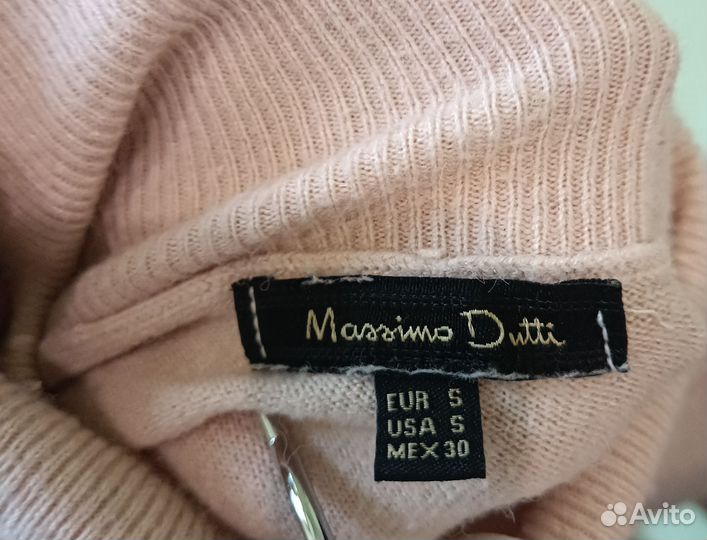 Massimo Dutti
EUR S
USA S
MEX 30
Avito